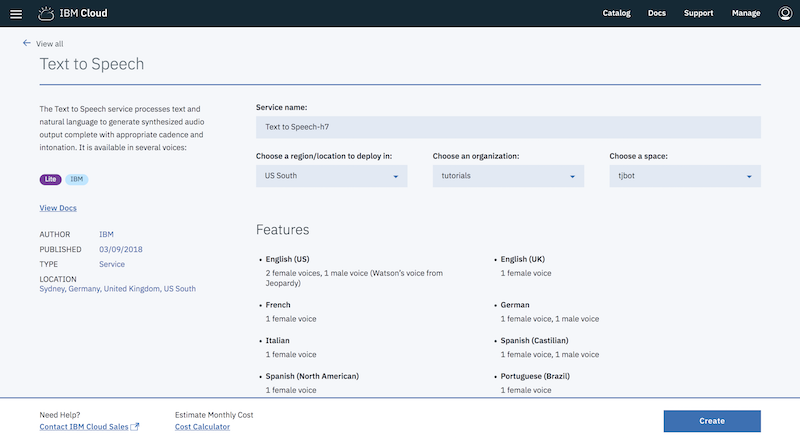 IBM Cloud
Catalog Docs Support Manage
View all
Text to Speech
The Text to Speech service processes text and
natural language to generate synthesized audio
output complete with appropriate cadence and
intonation. It is available in several voices:
Lite IBM
View Docs
AUTHOR IBM
PUBLISHED 03/09/2018
TYPE Service
LOCATION
Sydney, Germany, United Kingdom, US South
Service name:
Text to Speech-h7
Choose a region/location to deploy in: Choose an organization: Choose a space:
US South tutorials tjbot
Features
• English (US)
2 female voices, 1 male voice (Watson's voice from
Jeopardy)
• English (UK)
1 female voice
• French
1 female voice
• German
1 female voice, 1 male voice
• Italian
1 female voice
• Spanish (Castilian)
1 female voice, 1 male voice
• Spanish (North American)
1 female voice
• Portuguese (Brazil)
1 female voice
Need Help?
Contact IBM Cloud Sales
Estimate Monthly Cost
Cost Calculator
Create